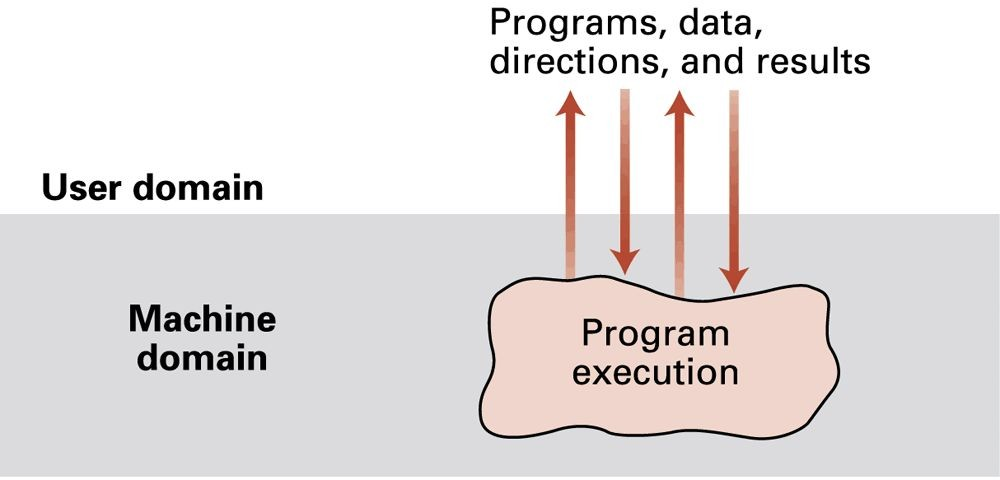 Programs, data,
directions, and results
User domain
Machine
domain
Program
execution